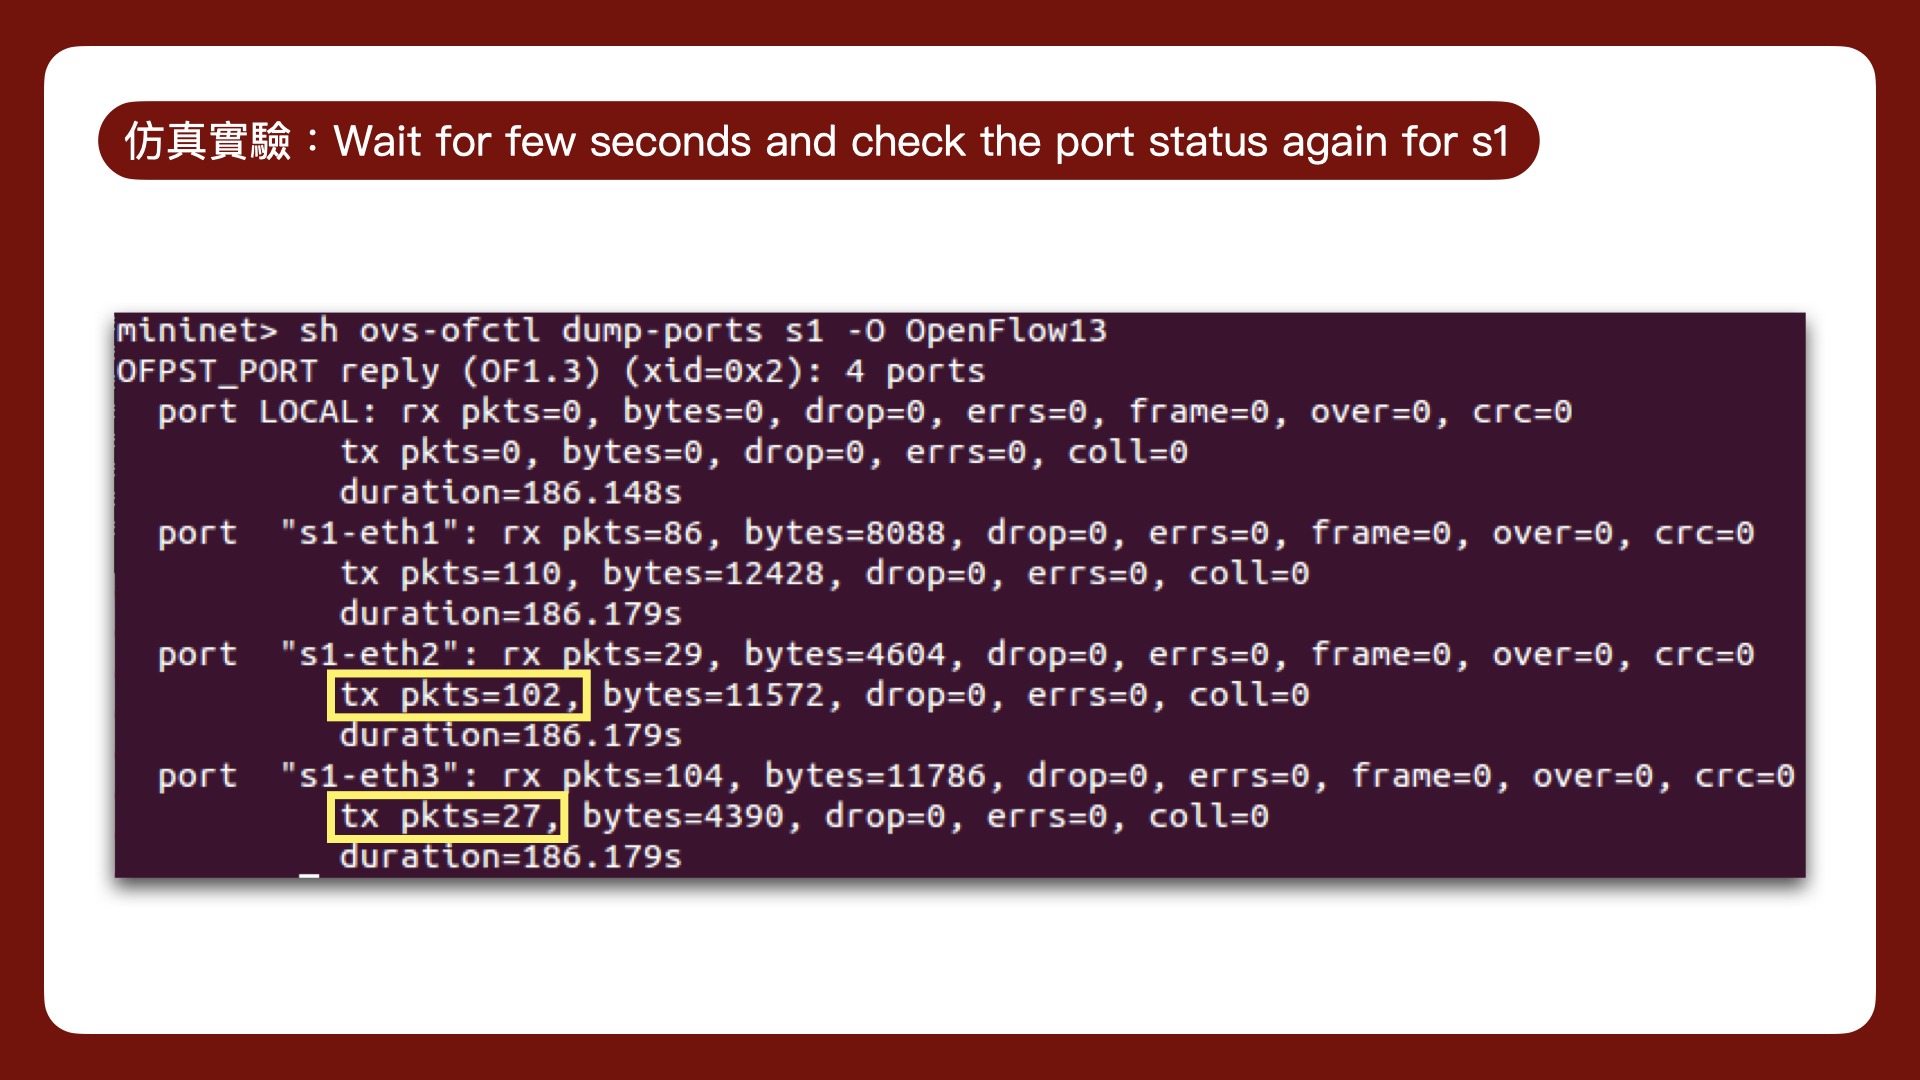 仿真實驗：Wait for few seconds and check the port status again for s1
mininet> sh ovs-ofctl dump-ports s1 -O OpenFlow13
OFPST_PORT reply (OF1.3) (xid=0x2): 4 ports
  port LOCAL: rx pkts=0, bytes=0, drop=0, errs=0, frame=0, over=0, crc=0
           tx pkts=0, bytes=0, drop=0, errs=0, coll=0
           duration=186.148s
  port  "s1-eth1": rx pkts=86, bytes=8088, drop=0, errs=0, frame=0, over=0, crc=0
           tx pkts=110, bytes=12428, drop=0, errs=0, coll=0
           duration=186.179s
  port  "s1-eth2": rx pkts=29, bytes=4604, drop=0, errs=0, frame=0, over=0, crc=0
           tx pkts=102, bytes=11572, drop=0, errs=0, coll=0
           duration=186.179s
  port  "s1-eth3": rx pkts=104, bytes=11786, drop=0, errs=0, frame=0, over=0, crc=0
           tx pkts=27, bytes=4390, drop=0, errs=0, coll=0
           duration=186.179s